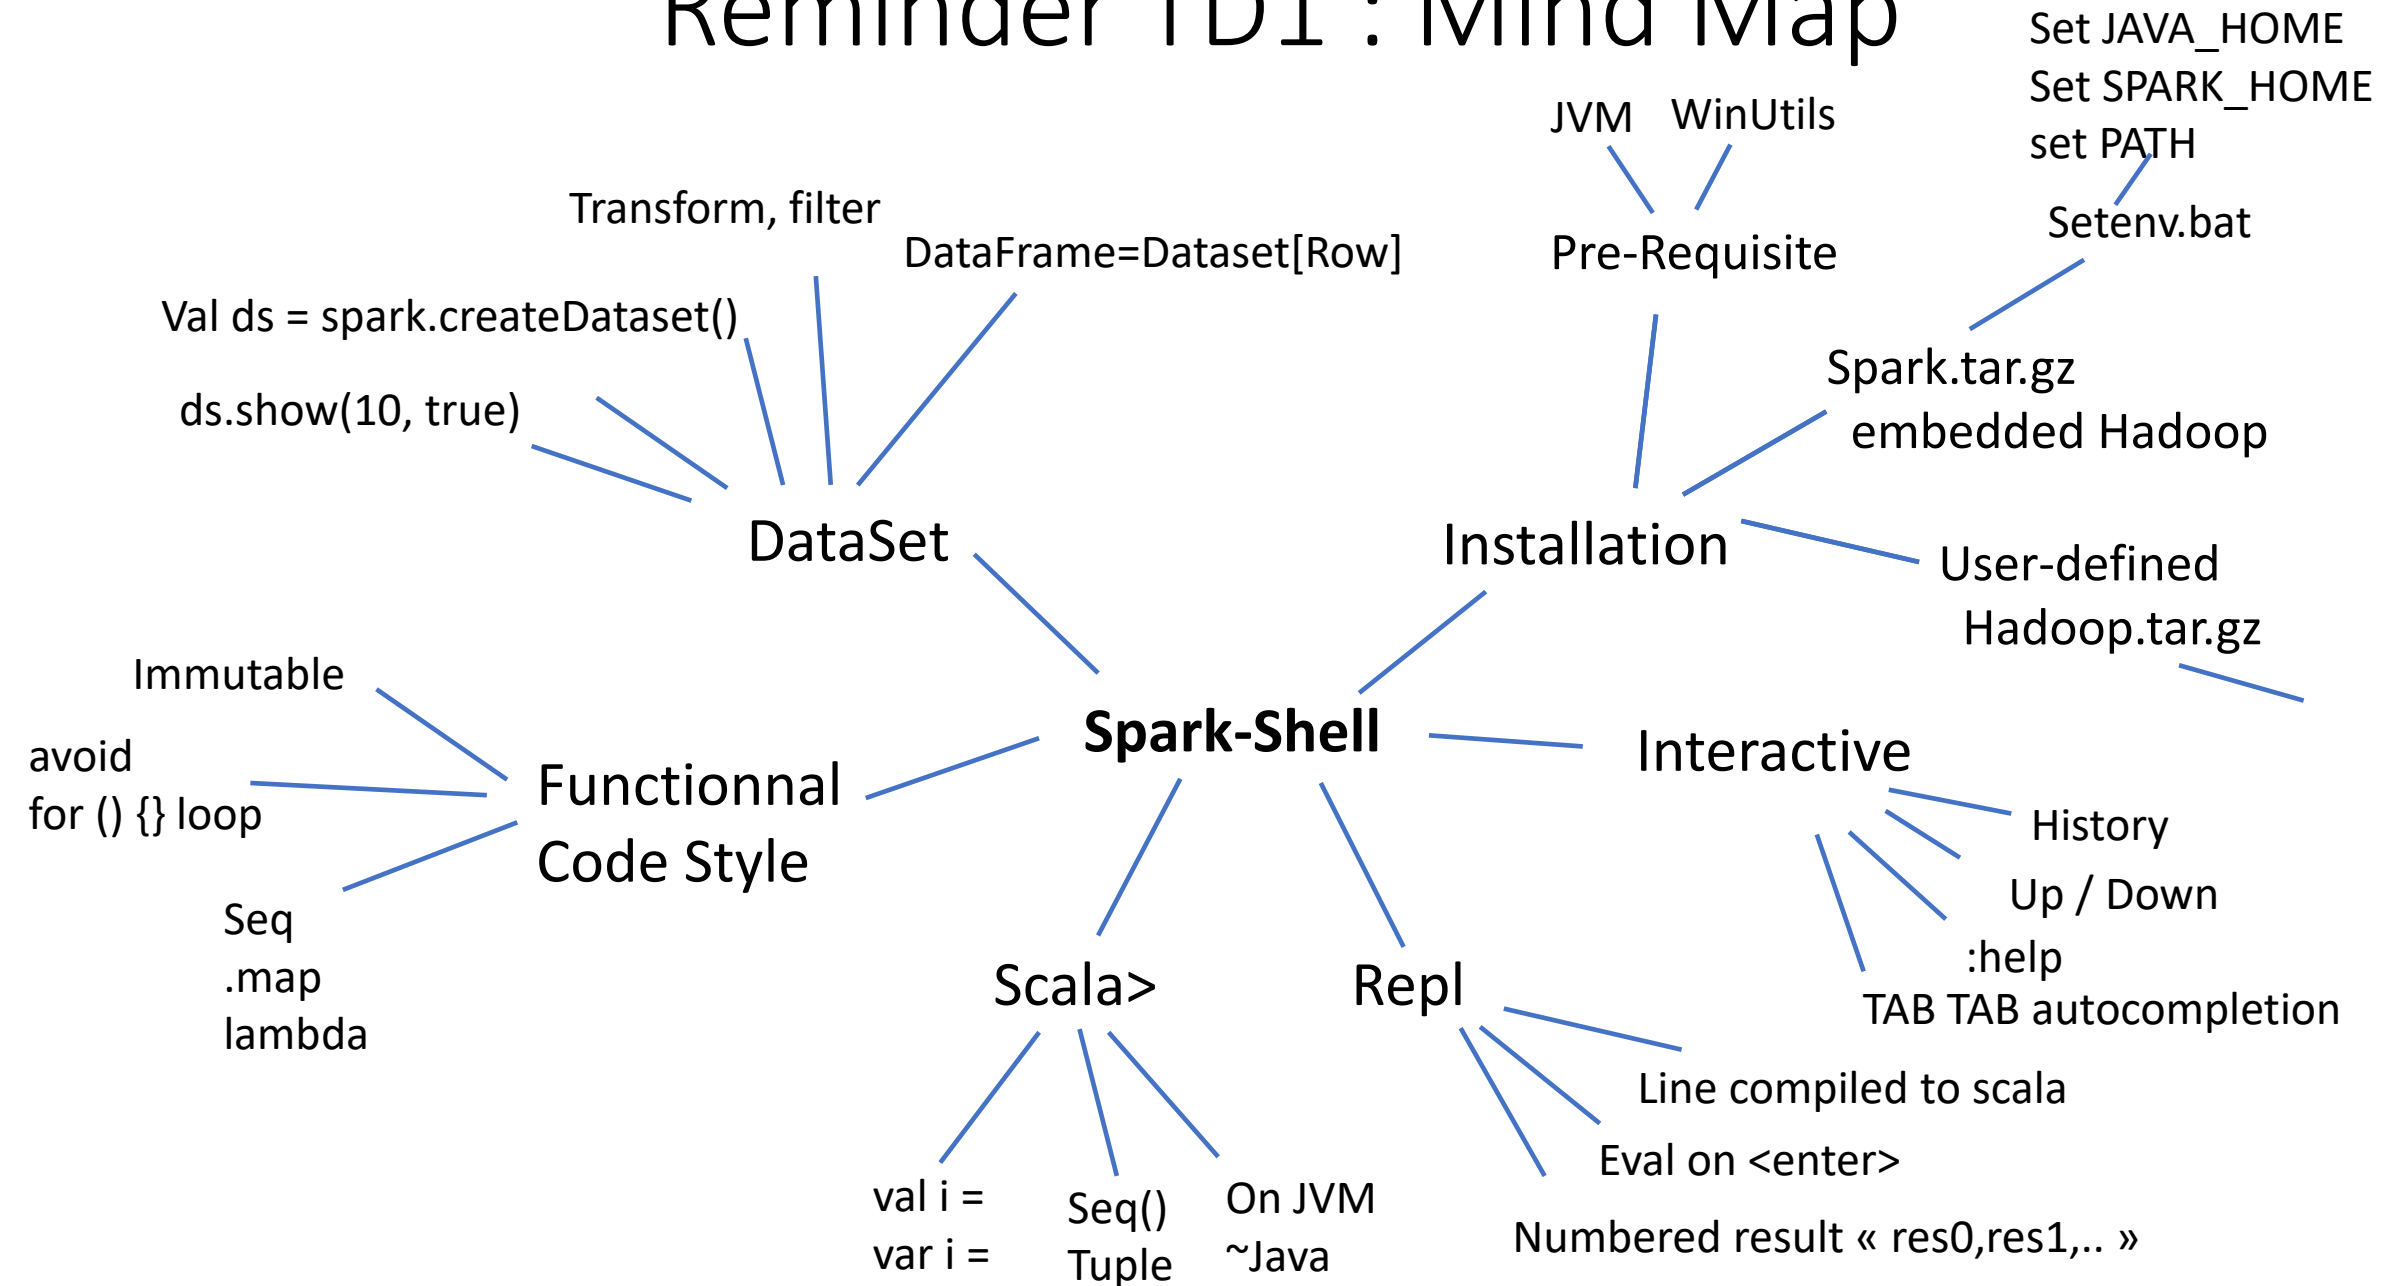 Reminder TD1 : Mind Map
Set JAVA_HOME
Set SPARK_HOME
set PATH
JVM
WinUtils
Setenv.bat
Pre-Requisite
Transform, filter
DataFrame=Dataset[Row]
Val ds = spark.createDataset()
ds.show(10, true)
Spark.tar.gz
embedded Hadoop
DataSet
Installation
User-defined
Hadoop.tar.gz
Immutable
avoid
for () {} loop
Functionnal
Code Style
Spark-Shell
Interactive
History
Up / Down
:help
TAB TAB autocompletion
Seq
.map
lambda
Scala>
Repl
Line compiled to scala
Eval on <enter>
Numbered result « res0,res1,.. »
val i =
var i =
Seq()
Tuple
On JVM
~Java